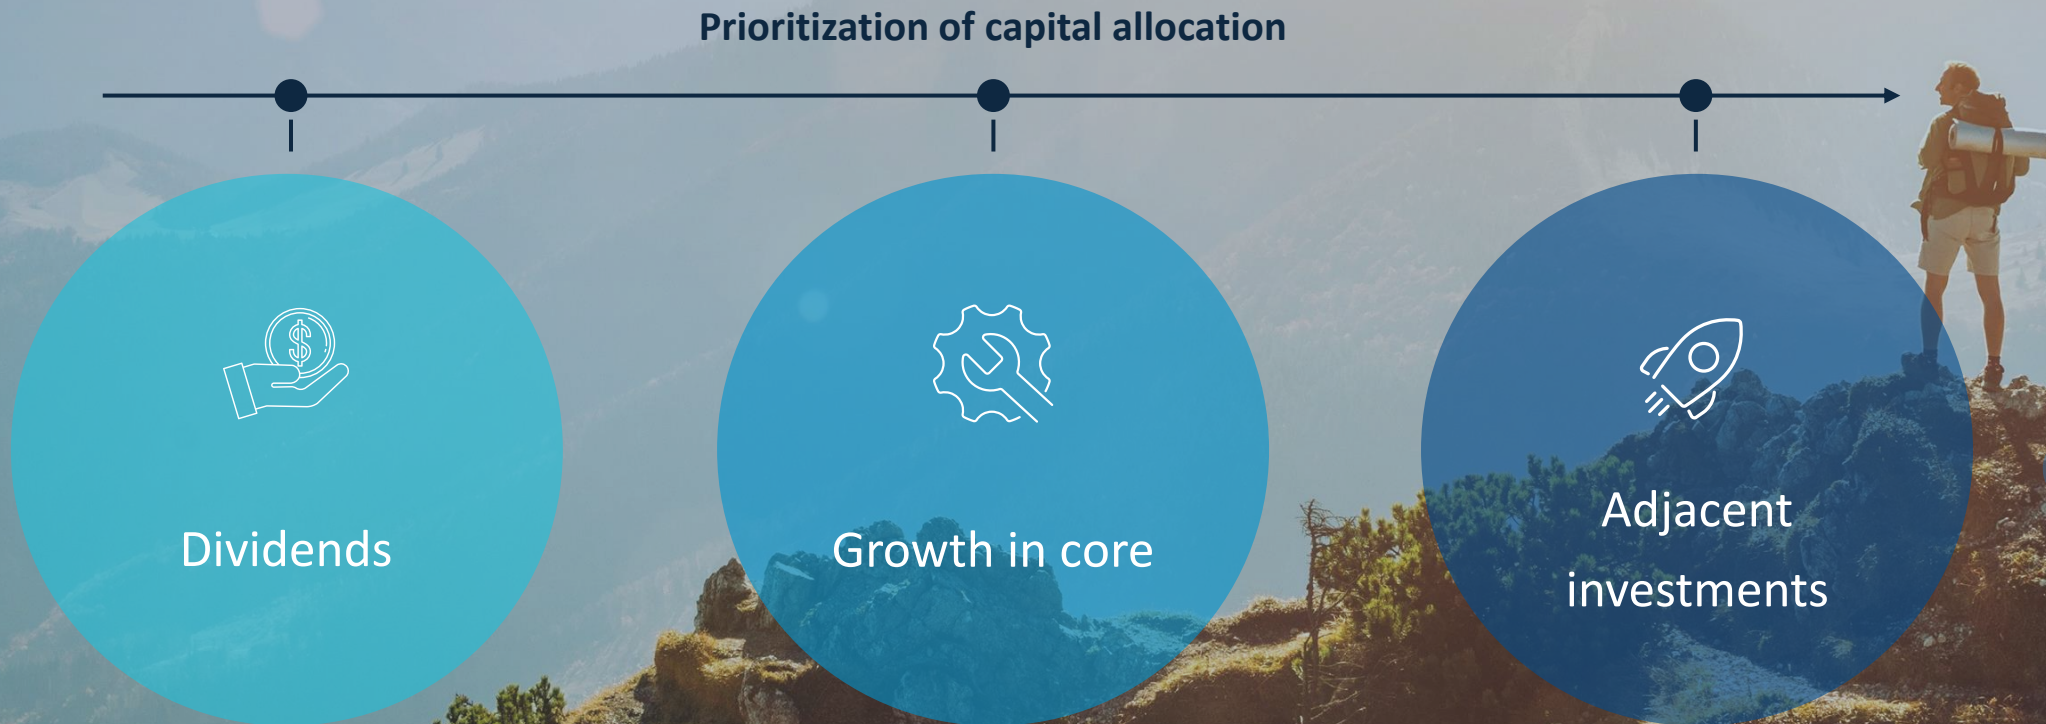 Prioritization of capital allocation
Dividends
Growth in core
Adjacent
investments